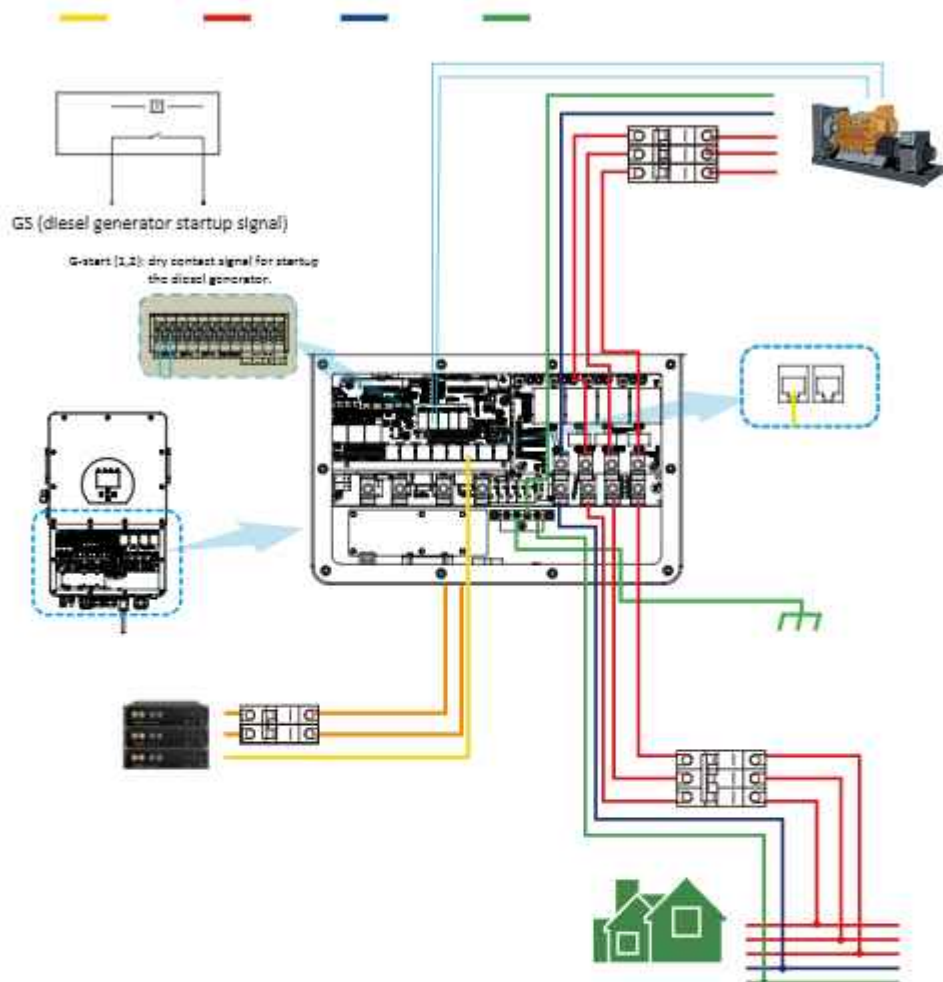 GS (diesel generator startup signal)
G-start (1,2): dry contact signal for startup
the diesel generator.